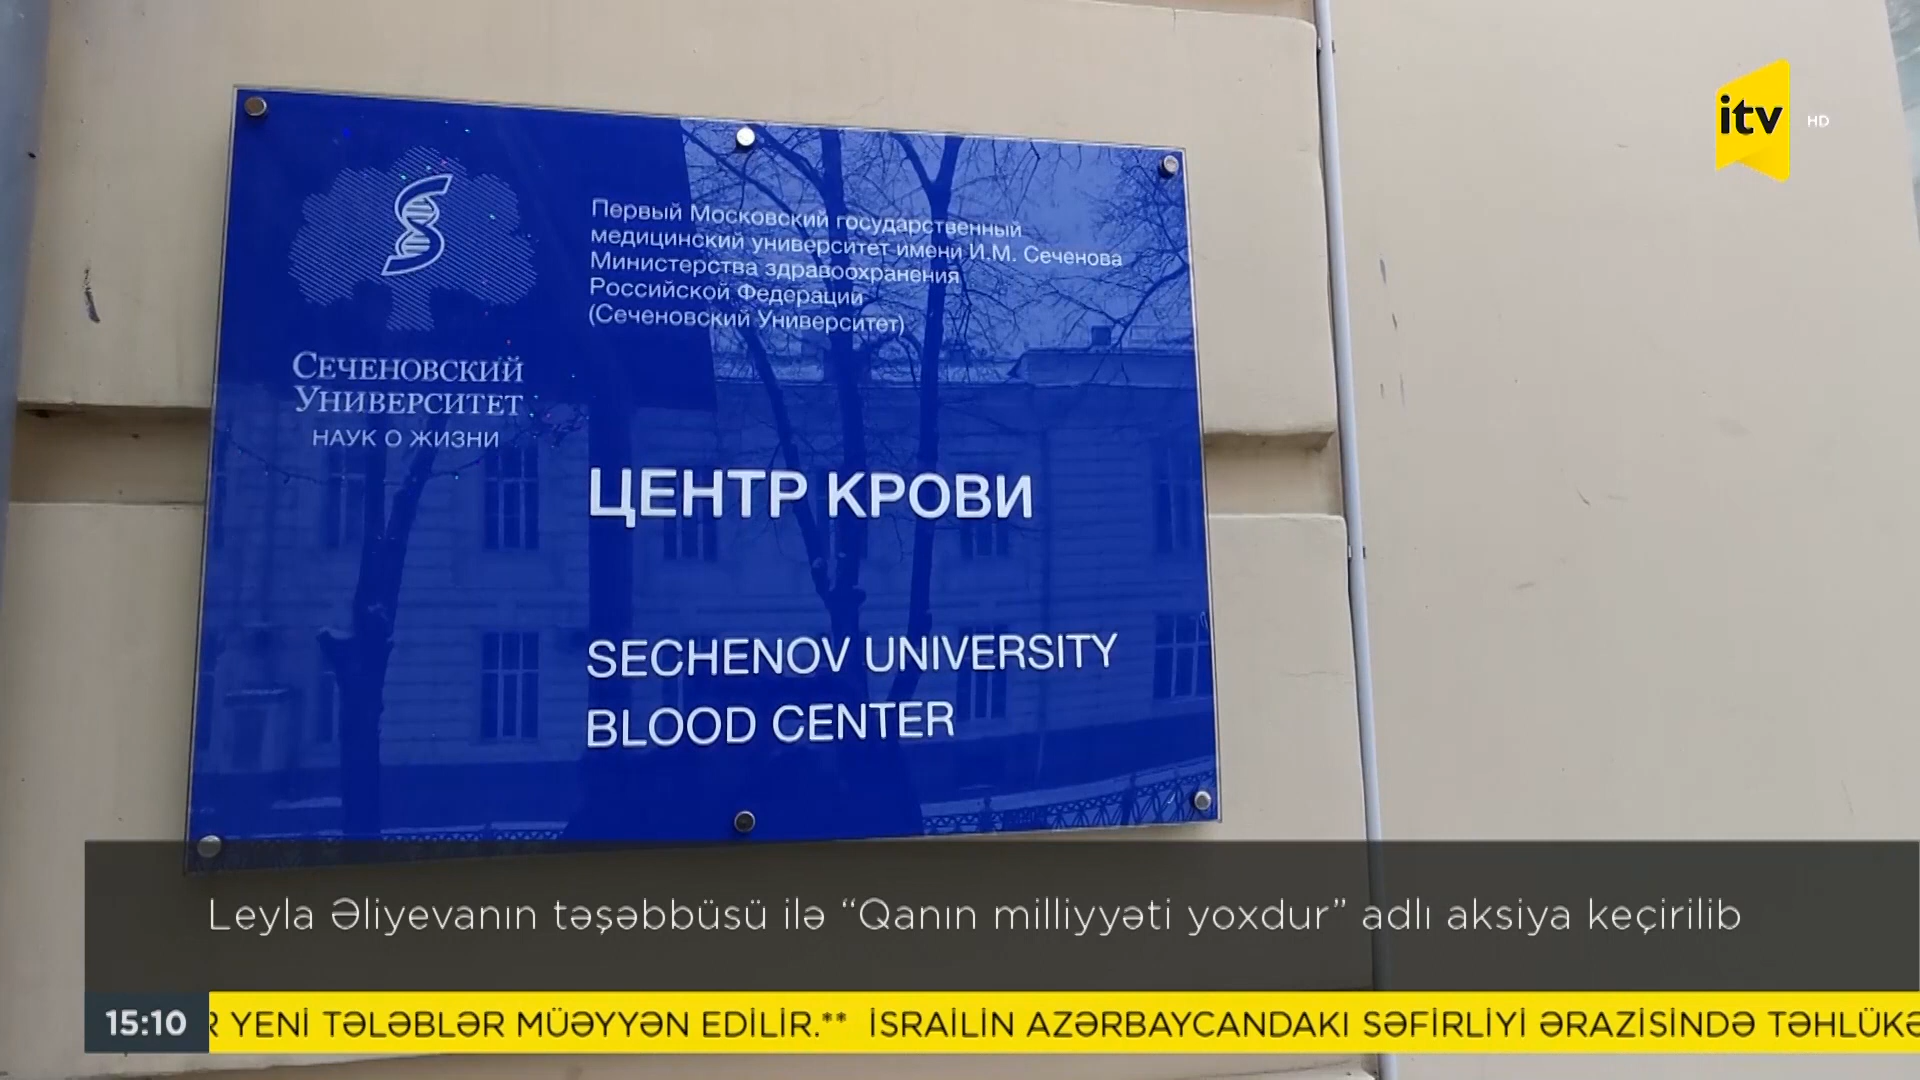 itv HD
Первый Московский государственный
медицинский университет имени И.М. Сеченова
Министерства здравоохранения
Российской Федерации
(Сеченовский Университет)
СЕЧЕНОВСКИЙ
УНИВЕРСИТЕТ
НАУК О ЖИЗНИ
ЦЕНТР КРОВИ
SECHENOV UNIVERSITY
BLOOD CENTER
Leyla Əliyevanın təşəbbüsü ilə “Qanın milliyyəti yoxdur” adlı aksiya keçirilib
15:10 R YENİ TƏLƏBLƏR MÜƏYYƏN EDİLİR.** İSRAİLİN AZƏRBAYCANDAKI SƏFİRLİYİ ƏRAZİSİNDƏ TƏHLÜKƏ